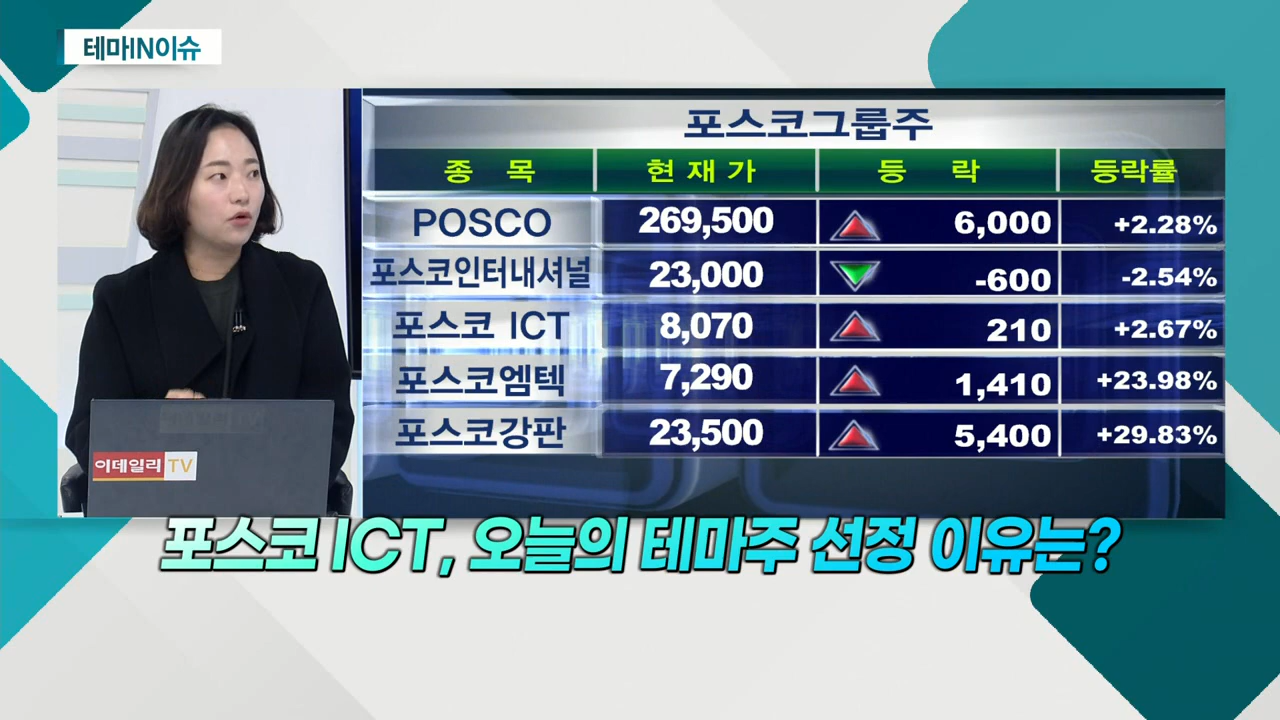 테마IN이슈
포스코그룹주
종 목 현 재 가 등 락 등락률
POSCO 269,500 6,000 +2.28%
포스코인터내셔널 23,000 -600 -2.54%
포스코 ICT 8,070 210 +2.67%
포스코엠텍 7,290 1,410 +23.98%
포스코강판 23,500 5,400 +29.83%
이데일리 TV
포스코 ICT, 오늘의 테마주 선정 이유는?